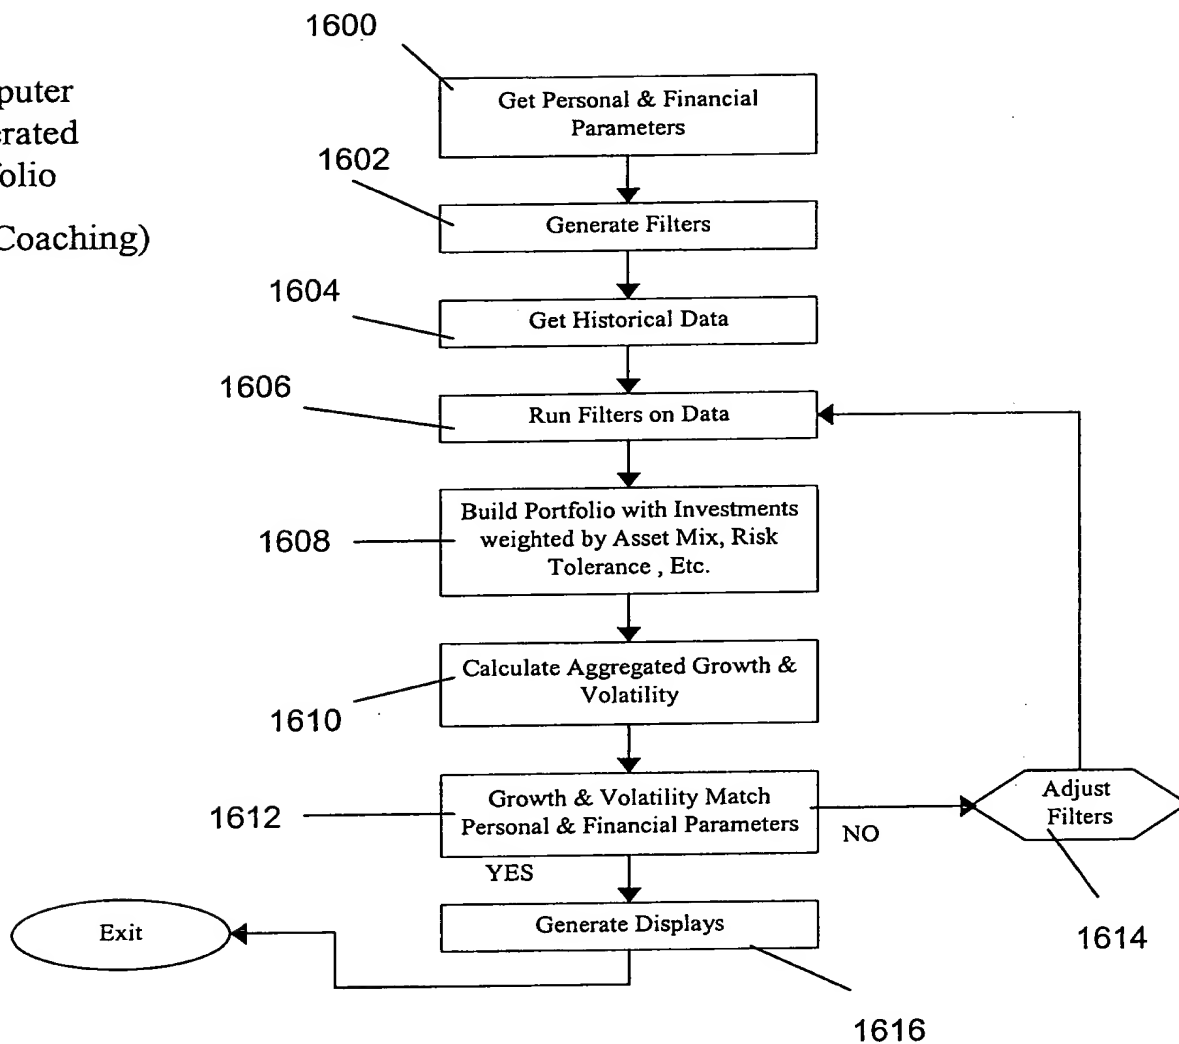 1600
puter
erated
folio
Coaching)
Get Personal & Financial
Parameters
1602
Generate Filters
1604
Get Historical Data
1606
Run Filters on Data
1608
Build Portfolio with Investments
weighted by Asset Mix, Risk
Tolerance , Etc.
1610
Calculate Aggregated Growth &
Volatility
1612
Growth & Volatility Match
Personal & Financial Parameters
NO
Adjust
Filters
1614
YES
Generate Displays
1616
Exit